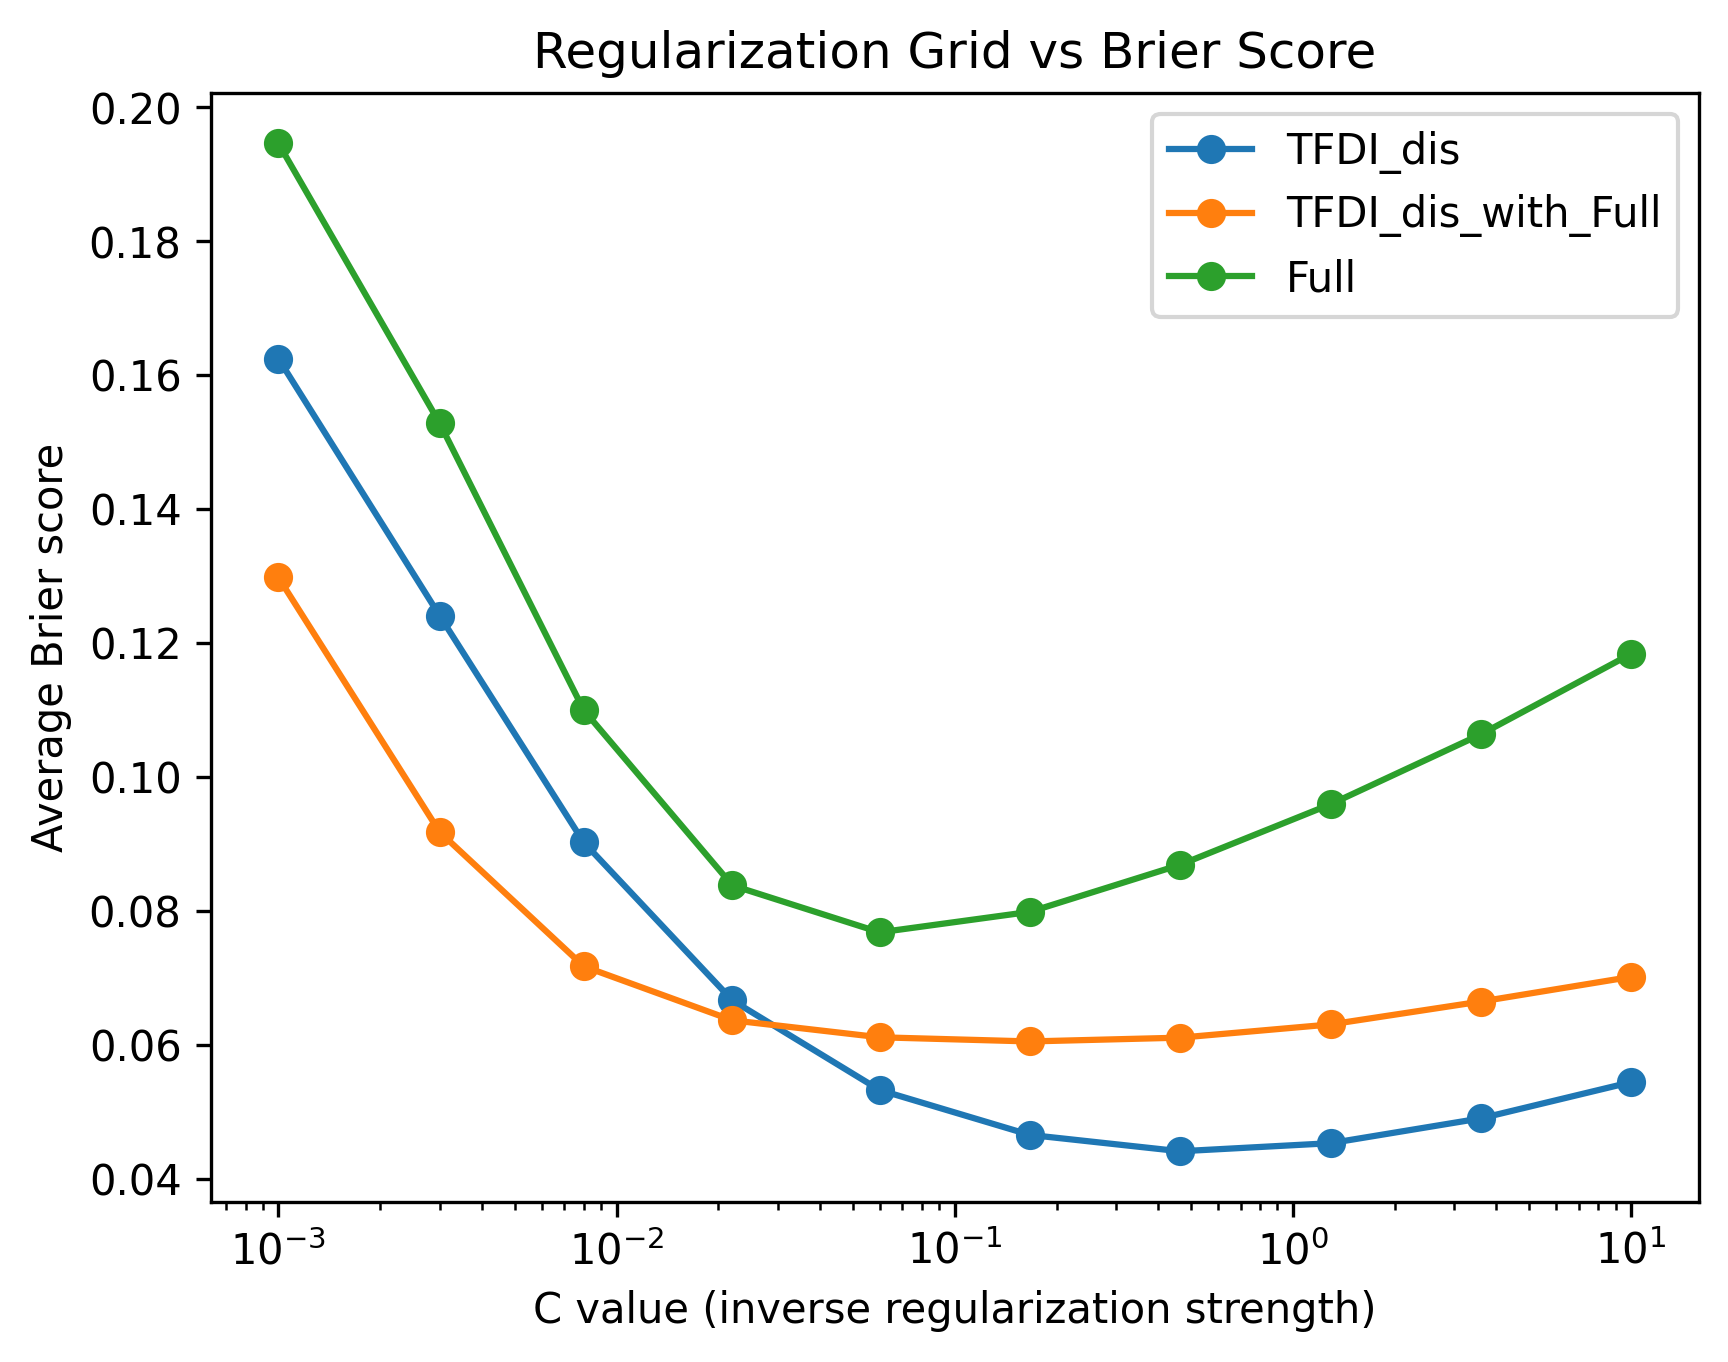 Regularization Grid vs Brier Score
0.20
0.18
0.16
0.14
0.12
0.10
0.08
0.06
0.04
Average Brier score
TFDI_dis
TFDI_dis_with_Full
Full
10⁻³
10⁻²
10⁻¹
10⁰
10¹
C value (inverse regularization strength)